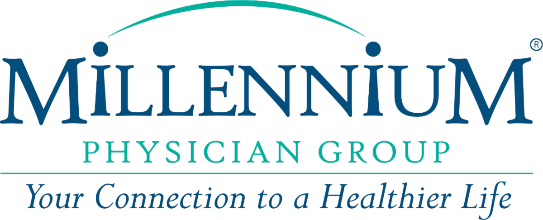 MiLLENNiUM®
PHYSICIAN GROUP
Your Connection to a Healthier Life